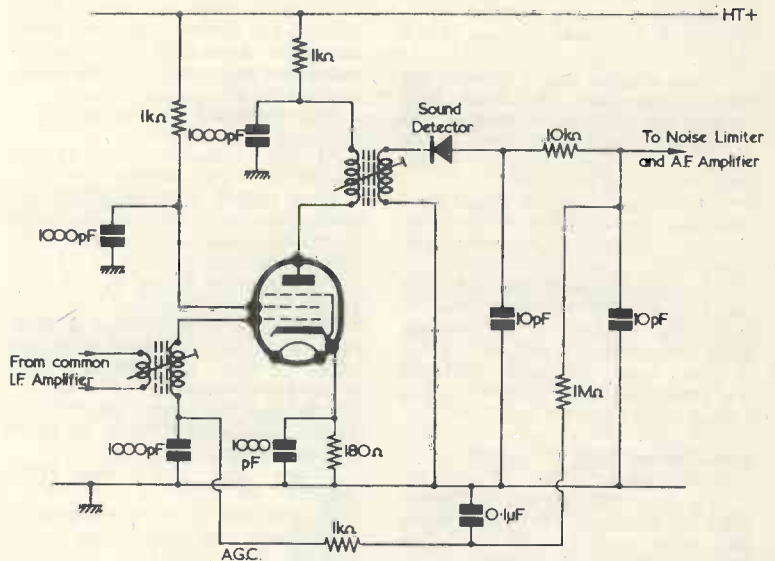 HT+
1kΩ
1kΩ
1000pF
Sound
Detector
10kΩ
To Noise Limiter
and A.F. Amplifier
1000pF
10pF
10pF
From common
I.F. Amplifier
1MΩ
1000pF
1000
pF
180Ω
0·1µF
1kΩ
A.G.C.